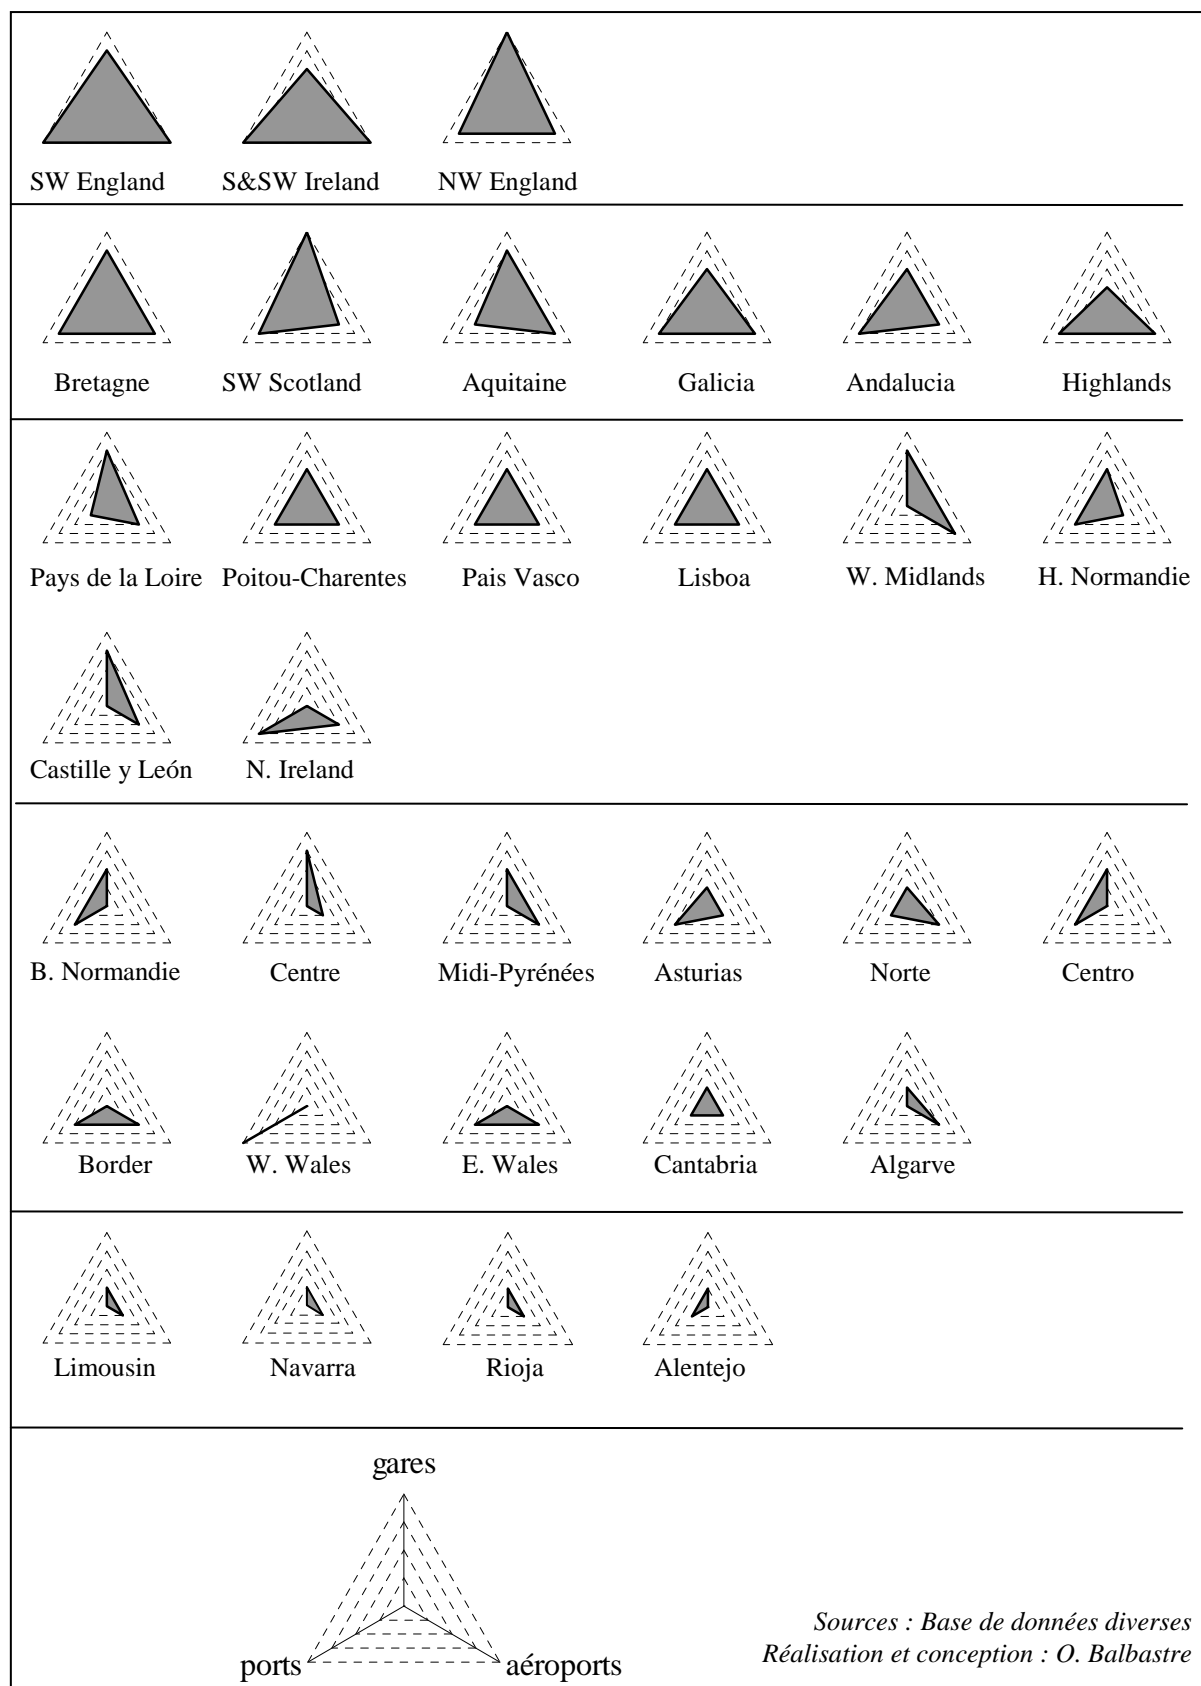 SW England S&SW Ireland NW England
Bretagne SW Scotland Aquitaine Galicia Andalucia Highlands
Pays de la Loire Poitou-Charentes Pais Vasco Lisboa W. Midlands H. Normandie
Castille y León N. Ireland
B. Normandie Centre Midi-Pyrénées Asturias Norte Centro
Border W. Wales E. Wales Cantabria Algarve
Limousin Navarra Rioja Alentejo
gares
ports aéroports
Sources : Base de données diverses
Réalisation et conception : O. Balbastre